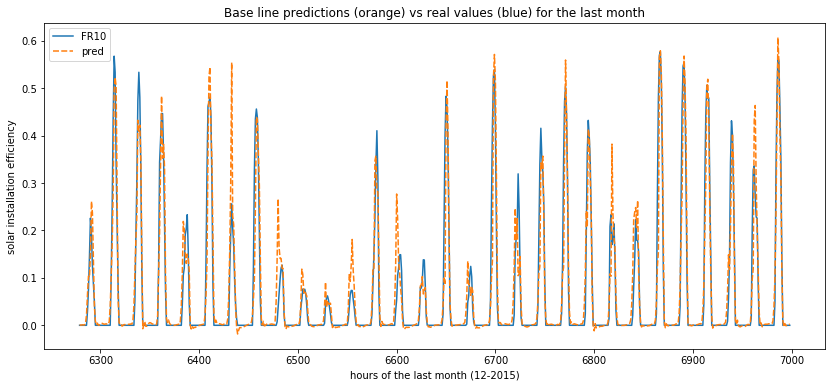 Base line predictions (orange) vs real values (blue) for the last month
FR10
pred
solar installation efficiency
0.6
0.5
0.4
0.3
0.2
0.1
0.0
6300 6400 6500 6600 6700 6800 6900 7000
hours of the last month (12-2015)